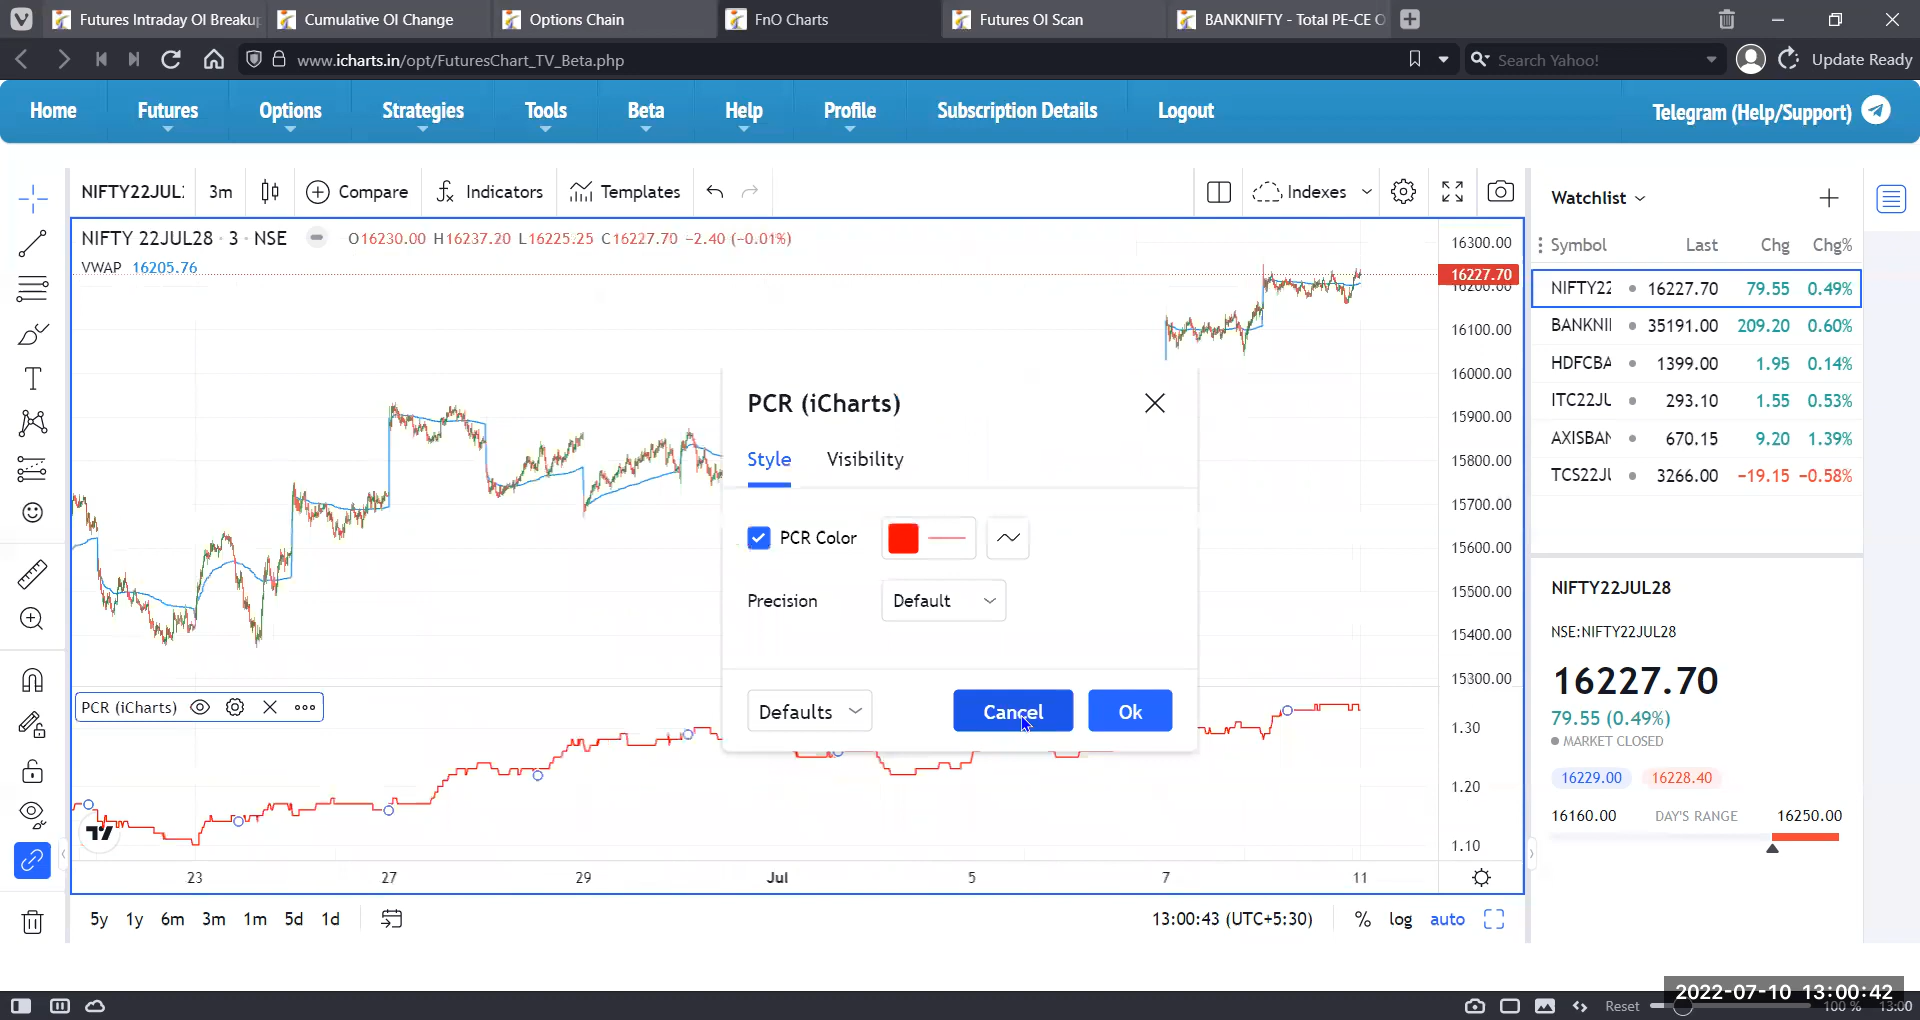 Futures Intraday OI Breakup
Cumulative OI Change
Options Chain
FnO Charts
Futures OI Scan
BANKNIFTY - Total PE-CE O
www.icharts.in/opt/FuturesChart_TV_Beta.php
Search Yahoo!
Update Ready
Home
Futures
Options
Strategies
Tools
Beta
Help
Profile
Subscription Details
Logout
Telegram (Help/Support)
NIFTY22JUL:
3m
Compare
Indicators
Templates
Indexes
Watchlist
NIFTY 22JUL28 · 3 · NSE
O16230.00 H16237.20 L16225.25 C16227.70 −2.40 (−0.01%)
VWAP 16205.76
Symbol Last Chg Chg%
NIFTY22 16227.70 79.55 0.49%
BANKNII 35191.00 209.20 0.60%
HDFCBA 1399.00 1.95 0.14%
ITC22JU 293.10 1.55 0.53%
AXISBAN 670.15 9.20 1.39%
TCS22JU 3266.00 −19.15 −0.58%
16300.00
16227.70
16200.00
16100.00
16000.00
15900.00
15800.00
15700.00
15600.00
15500.00
15400.00
15300.00
1.30
1.20
1.10
PCR (iCharts)
Style
Visibility
PCR Color
Precision
Default
Defaults
Cancel
Ok
PCR (iCharts)
23 27 29 Jul 5 7 11
NIFTY22JUL28
NSE:NIFTY22JUL28
16227.70
79.55 (0.49%)
MARKET CLOSED
16229.00 16228.40
16160.00 DAY'S RANGE 16250.00
5y 1y 6m 3m 1m 5d 1d
13:00:43 (UTC+5:30)
% log auto
Reset
100 %
13:00
2022-07-10 13:00:42